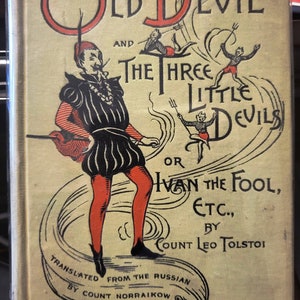 OLD DEVIL
AND
THE THREE
LITTLE
DEVILS
OR
IVAN THE FOOL,
ETC.,
BY
COUNT LEO TOLSTOI
TRANSLATED FROM THE RUSSIAN
BY COUNT NORRAIKOW